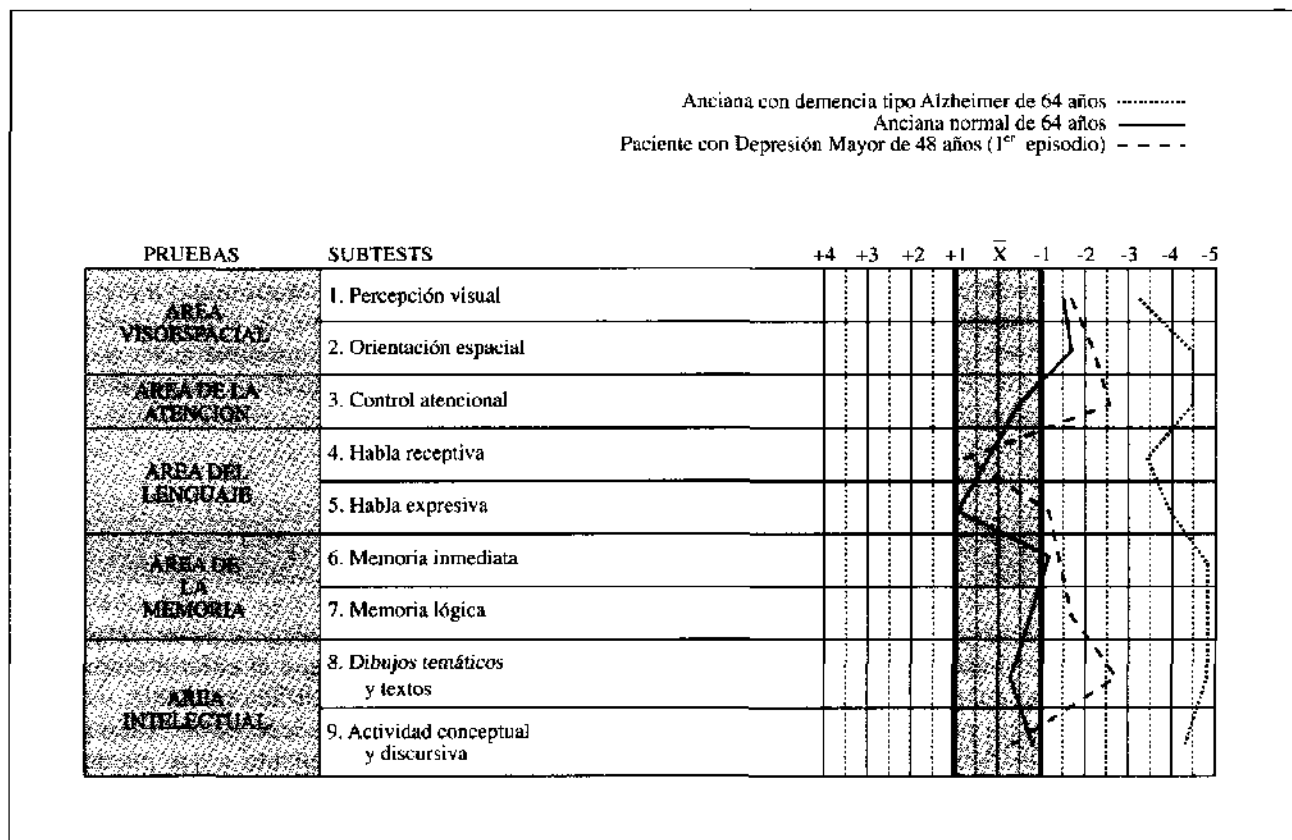 Anciana con demencia tipo Alzheimer de 64 años
Anciana normal de 64 años
Paciente con Depresión Mayor de 48 años (1er episodio)
PRUEBAS SUBTESTS +4 +3 +2 +1 X̄ -1 -2 -3 -4 -5
AREA
VISOESPACIAL
1. Percepción visual
2. Orientación espacial
AREA DE LA
ATENCION
3. Control atencional
AREA DEL
LENGUAJE
4. Habla receptiva
5. Habla expresiva
AREA DE
LA
MEMORIA
6. Memoria inmediata
7. Memoria lógica
AREA
INTELECTUAL
8. Dibujos temáticos
y textos
9. Actividad conceptual
y discursiva